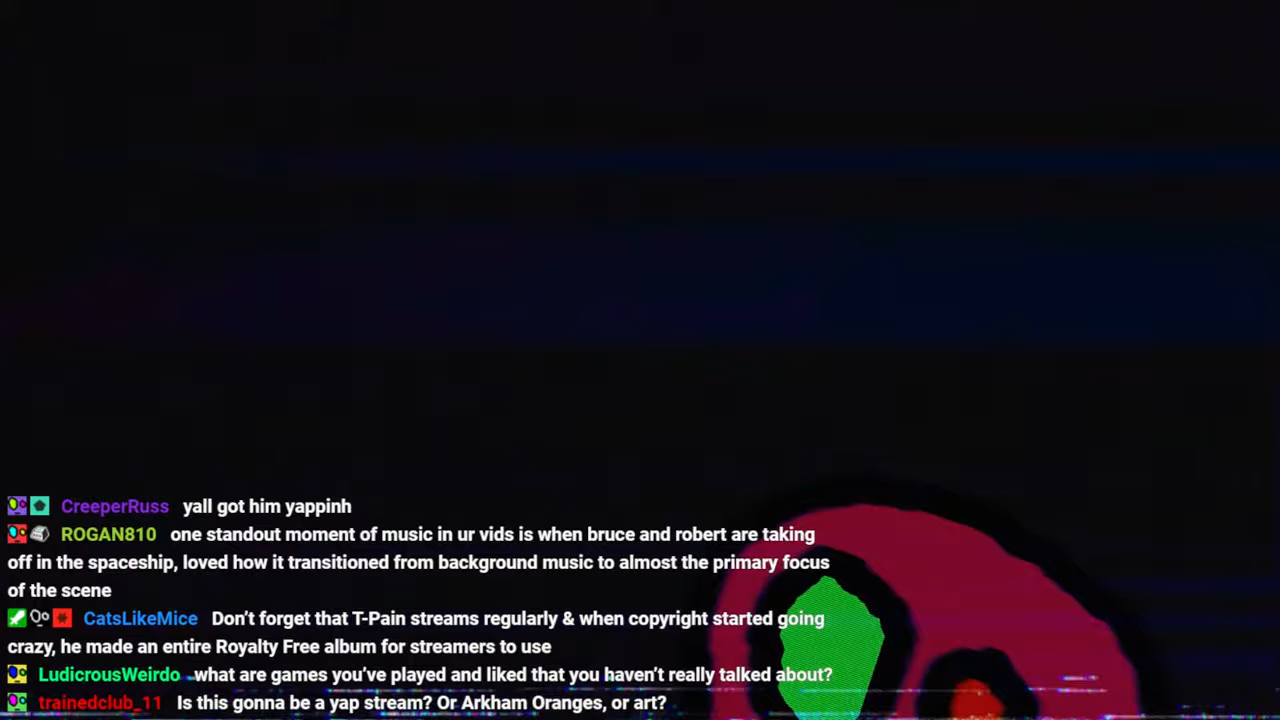 CreeperRuss yall got him yappinh
ROGAN810 one standout moment of music in ur vids is when bruce and robert are taking
off in the spaceship, loved how it transitioned from background music to almost the primary focus
of the scene
CatsLikeMice Don’t forget that T-Pain streams regularly & when copyright started going
crazy, he made an entire Royalty Free album for streamers to use
LudicrousWeirdo what are games you’ve played and liked that you haven’t really talked about?
trainedclub_11 Is this gonna be a yap stream? Or Arkham Oranges, or art?